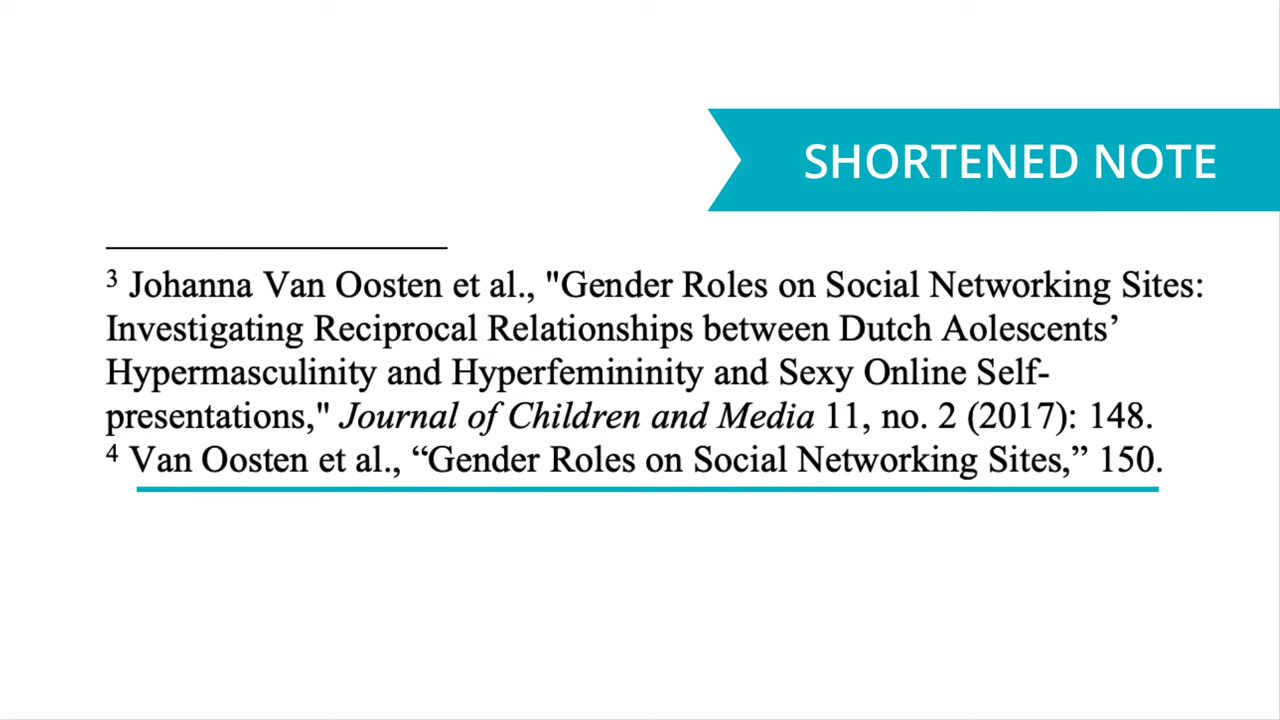 SHORTENED NOTE
3 Johanna Van Oosten et al., "Gender Roles on Social Networking Sites:
Investigating Reciprocal Relationships between Dutch Aolescents’
Hypermasculinity and Hyperfemininity and Sexy Online Self-
presentations," Journal of Children and Media 11, no. 2 (2017): 148.
4 Van Oosten et al., “Gender Roles on Social Networking Sites,” 150.